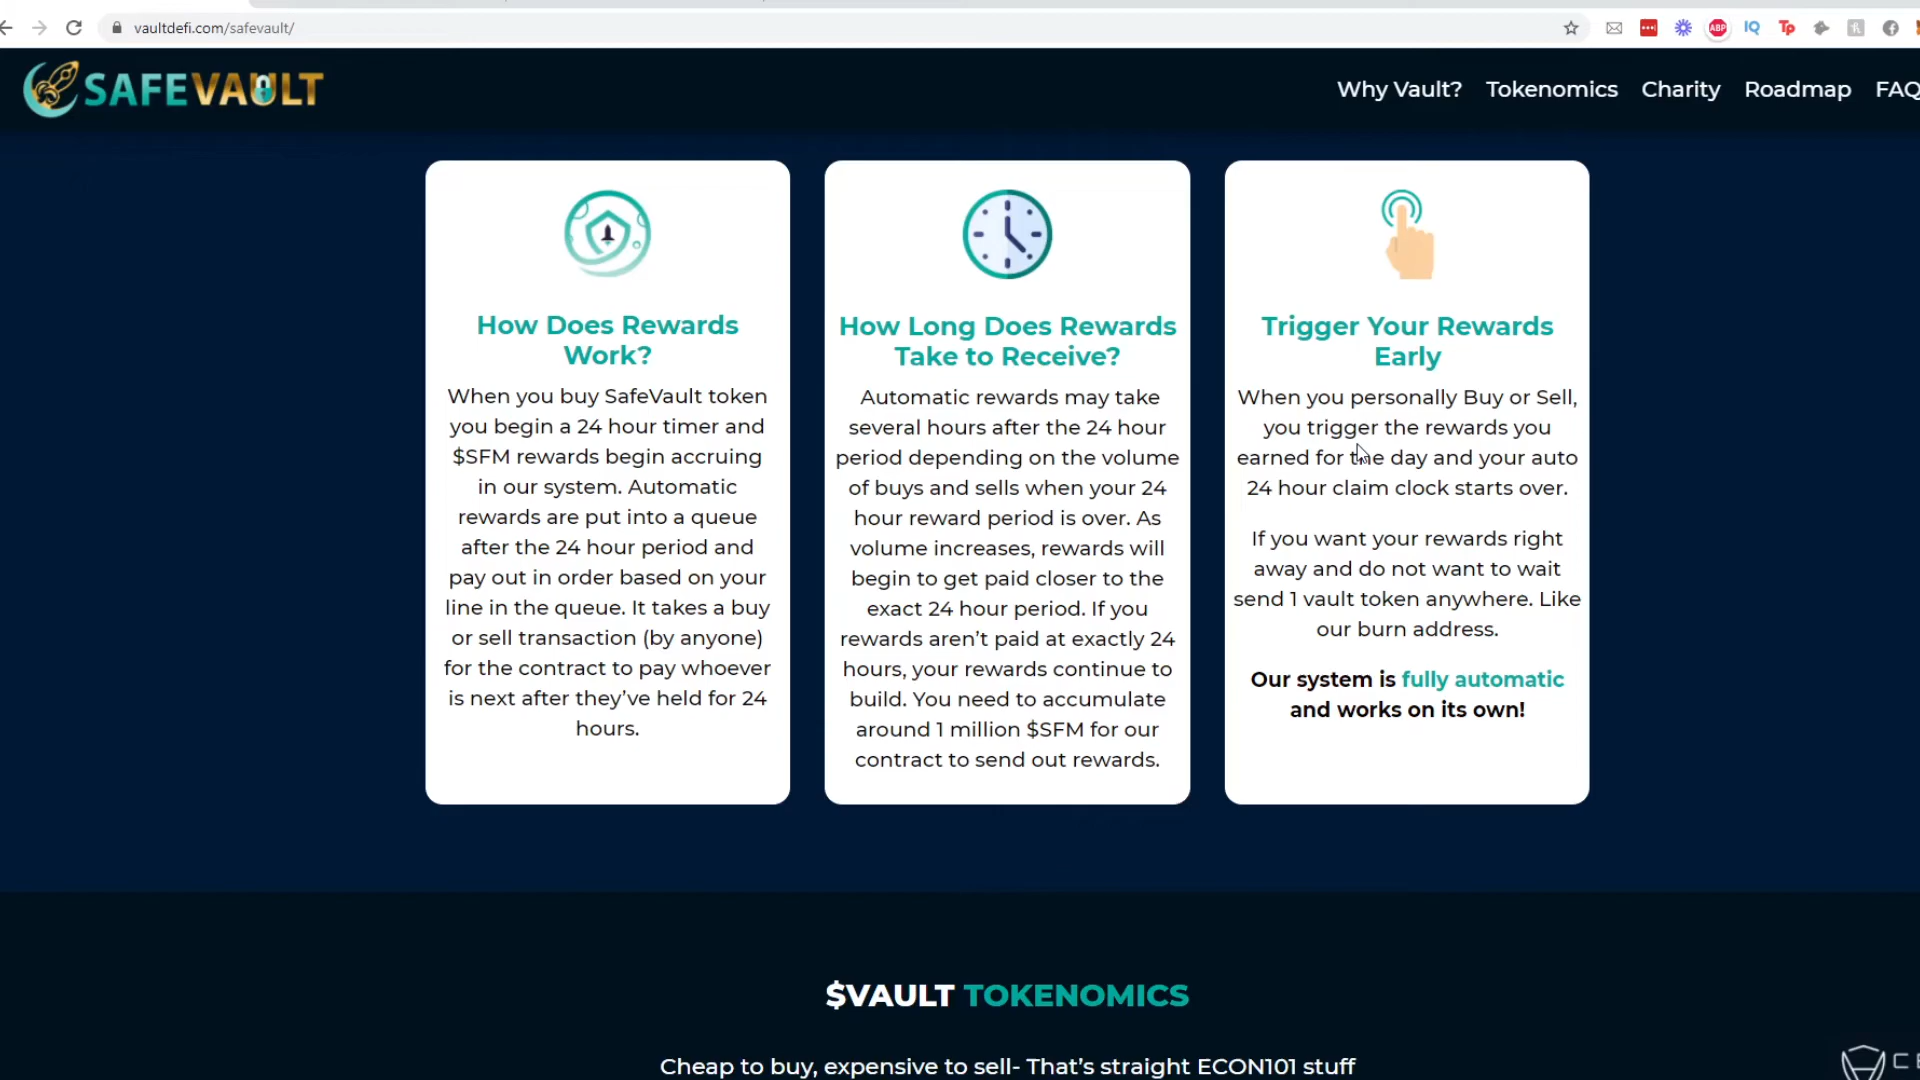 vaultdefi.com/safevault/
ABP
IQ
Tp
SAFEVAULT
Why Vault?
Tokenomics
Charity
Roadmap
FAQ
How Does Rewards
Work?
When you buy SafeVault token
you begin a 24 hour timer and
$SFM rewards begin accruing
in our system. Automatic
rewards are put into a queue
after the 24 hour period and
pay out in order based on your
line in the queue. It takes a buy
or sell transaction (by anyone)
for the contract to pay whoever
is next after they’ve held for 24
hours.
How Long Does Rewards
Take to Receive?
Automatic rewards may take
several hours after the 24 hour
period depending on the volume
of buys and sells when your 24
hour reward period is over. As
volume increases, rewards will
begin to get paid closer to the
exact 24 hour period. If you
rewards aren’t paid at exactly 24
hours, your rewards continue to
build. You need to accumulate
around 1 million $SFM for our
contract to send out rewards.
Trigger Your Rewards
Early
When you personally Buy or Sell,
you trigger the rewards you
earned for the day and your auto
24 hour claim clock starts over.
If you want your rewards right
away and do not want to wait
send 1 vault token anywhere. Like
our burn address.
Our system is fully automatic
and works on its own!
$VAULT TOKENOMICS
Cheap to buy, expensive to sell- That’s straight ECON101 stuff